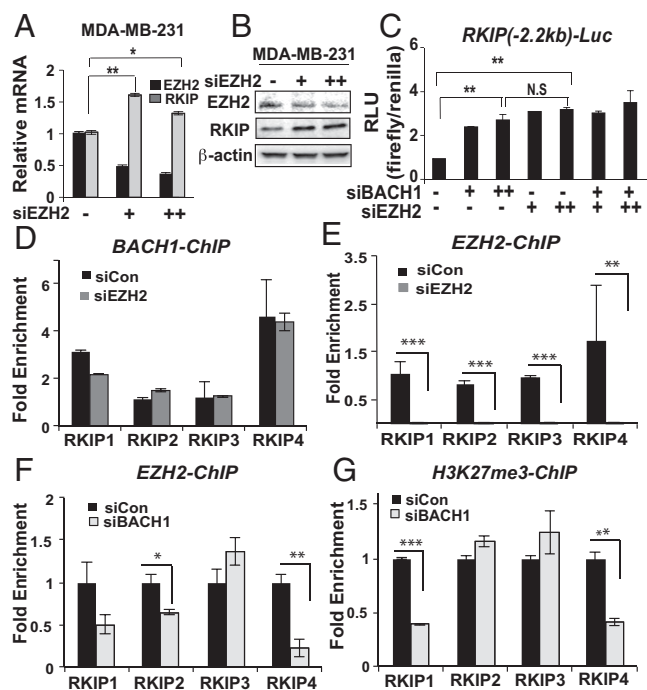 A
MDA-MB-231
Relative mRNA
2
1.5
1
0.5
0
*
**
EZH2
RKIP
siEZH2 - + ++
B
MDA-MB-231
siEZH2 - + ++
EZH2
RKIP
β-actin
C
RKIP(-2.2kb)-Luc
RLU
(firefly/renilla)
5
4
3
2
1
0
**
**
N.S
siBACH1 - + ++ - - + +
siEZH2 - - - + ++ + ++
D
BACH1-ChIP
Fold Enrichment
6
4
2
0
siCon
siEZH2
RKIP1 RKIP2 RKIP3 RKIP4
E
EZH2-ChIP
Fold Enrichment
3
2.5
1.5
.5
siCon
siEZH2
***
***
***
**
RKIP1 RKIP2 RKIP3 RKIP4
F
EZH2-ChIP
Fold Enrichment
2
1.5
1
0.5
0
siCon
siBACH1
*
**
RKIP1 RKIP2 RKIP3 RKIP4
G
H3K27me3-ChIP
Fold Enrichment
1.5
1
0.5
0
siCon
siBACH1
***
**
RKIP1 RKIP2 RKIP3 RKIP4